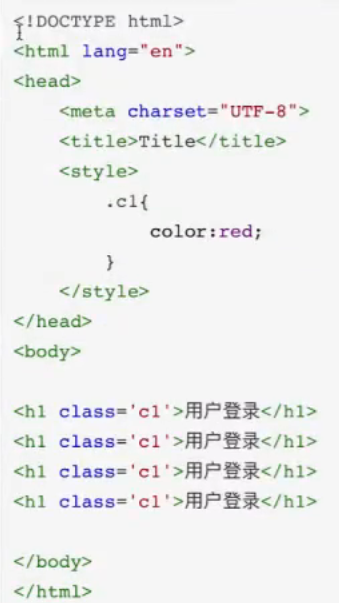 <!DOCTYPE html>
<html lang="en">
<head>
    <meta charset="UTF-8">
    <title>Title</title>
    <style>
        .c1{
            color:red;
        }
    </style>
</head>
<body>

<h1 class='c1'>用户登录</h1>
<h1 class='c1'>用户登录</h1>
<h1 class='c1'>用户登录</h1>
<h1 class='c1'>用户登录</h1>

</body>
</html>